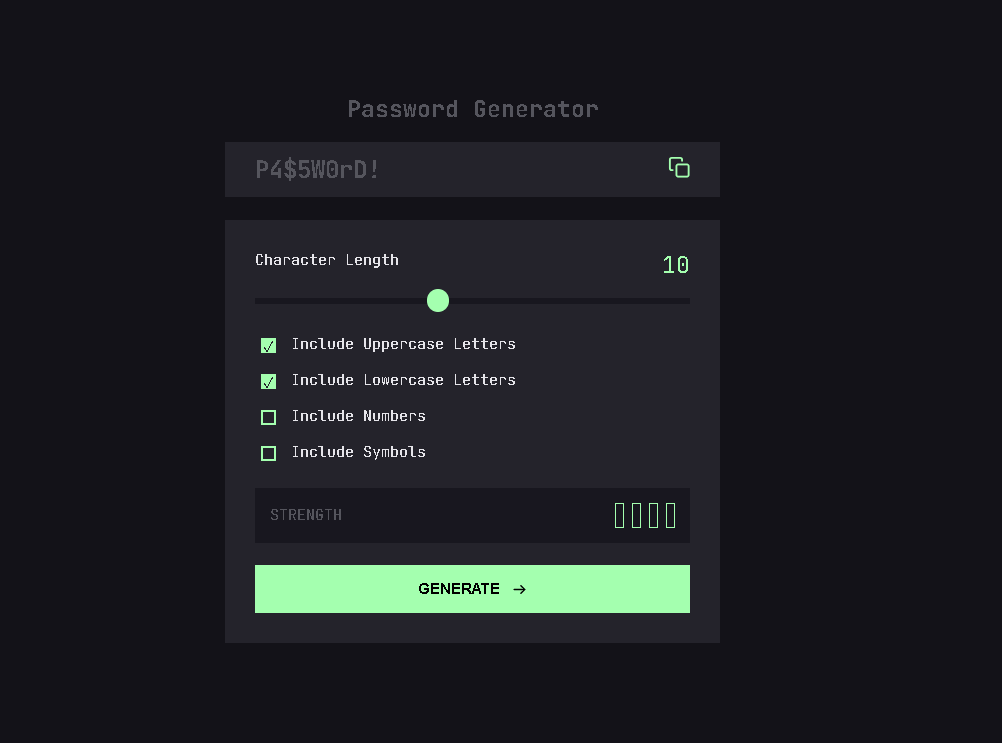 Password Generator
P4$5W0rD!
Character Length
10
Include Uppercase Letters
Include Lowercase Letters
Include Numbers
Include Symbols
STRENGTH
GENERATE →